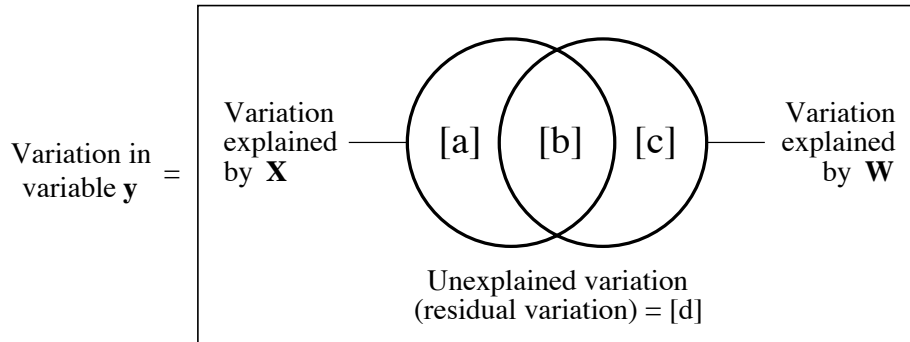 Variation in
variable y =
Variation
explained
by X
[a]
[b]
[c]
Variation
explained
by W
Unexplained variation
(residual variation) = [d]